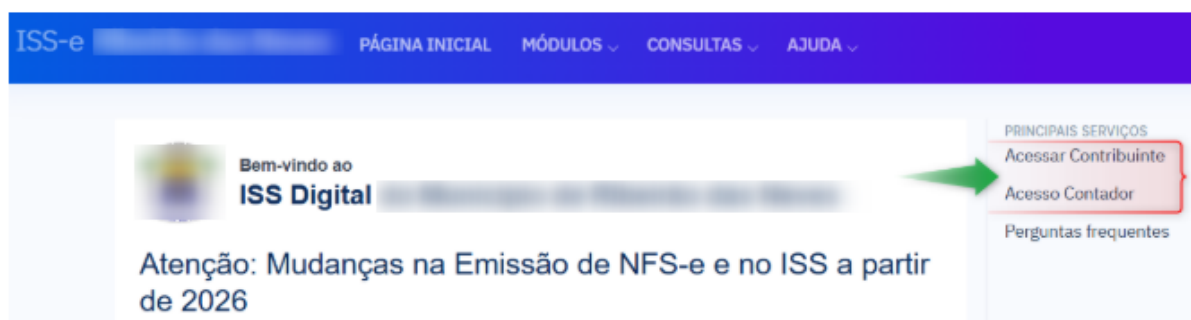 ISS-e
PÁGINA INICIAL MÓDULOS CONSULTAS AJUDA
Bem-vindo ao
ISS Digital
Atenção: Mudanças na Emissão de NFS-e e no ISS a partir
de 2026
PRINCIPAIS SERVIÇOS
Acessar Contribuinte
Acesso Contador
Perguntas frequentes